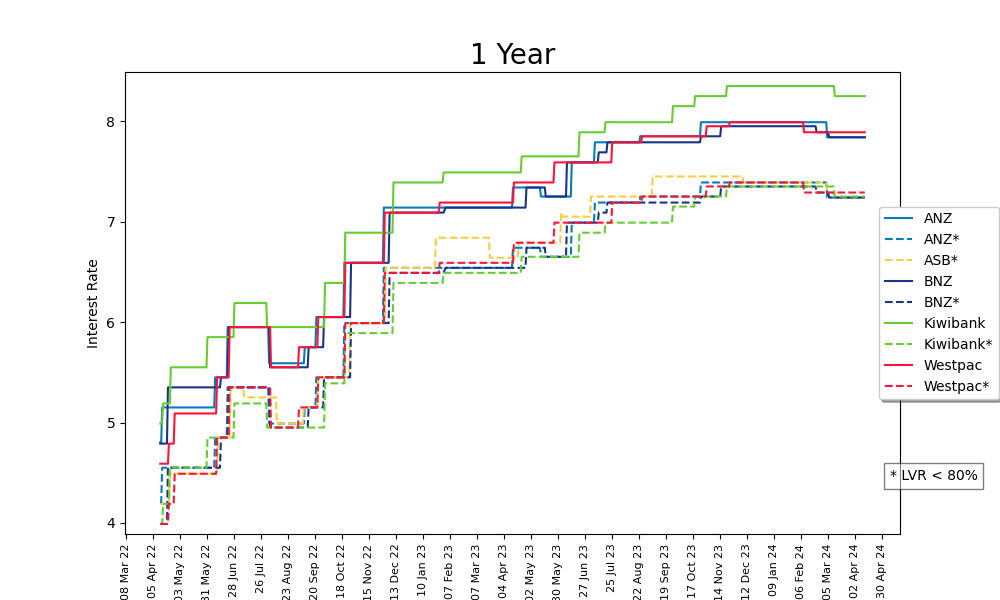 1 Year
Interest Rate
8
7
6
5
4
ANZ
ANZ*
ASB*
BNZ
BNZ*
Kiwibank
Kiwibank*
Westpac
Westpac*
* LVR < 80%
08 Mar 22
05 Apr 22
03 May 22
31 May 22
28 Jun 22
26 Jul 22
23 Aug 22
20 Sep 22
18 Oct 22
15 Nov 22
13 Dec 22
10 Jan 23
07 Feb 23
07 Mar 23
04 Apr 23
02 May 23
30 May 23
27 Jun 23
25 Jul 23
22 Aug 23
19 Sep 23
17 Oct 23
14 Nov 23
12 Dec 23
09 Jan 24
06 Feb 24
05 Mar 24
02 Apr 24
30 Apr 24